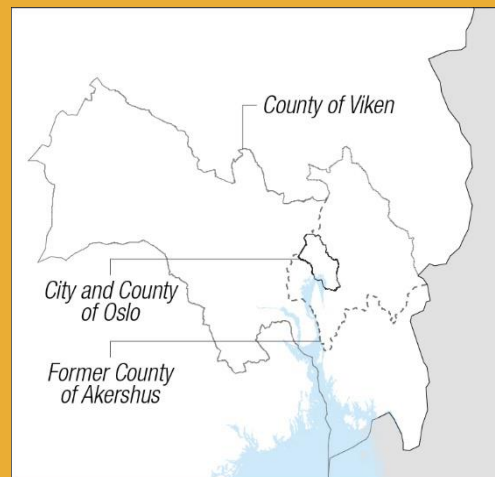 County of Viken
City and County
of Oslo
Former County
of Akershus